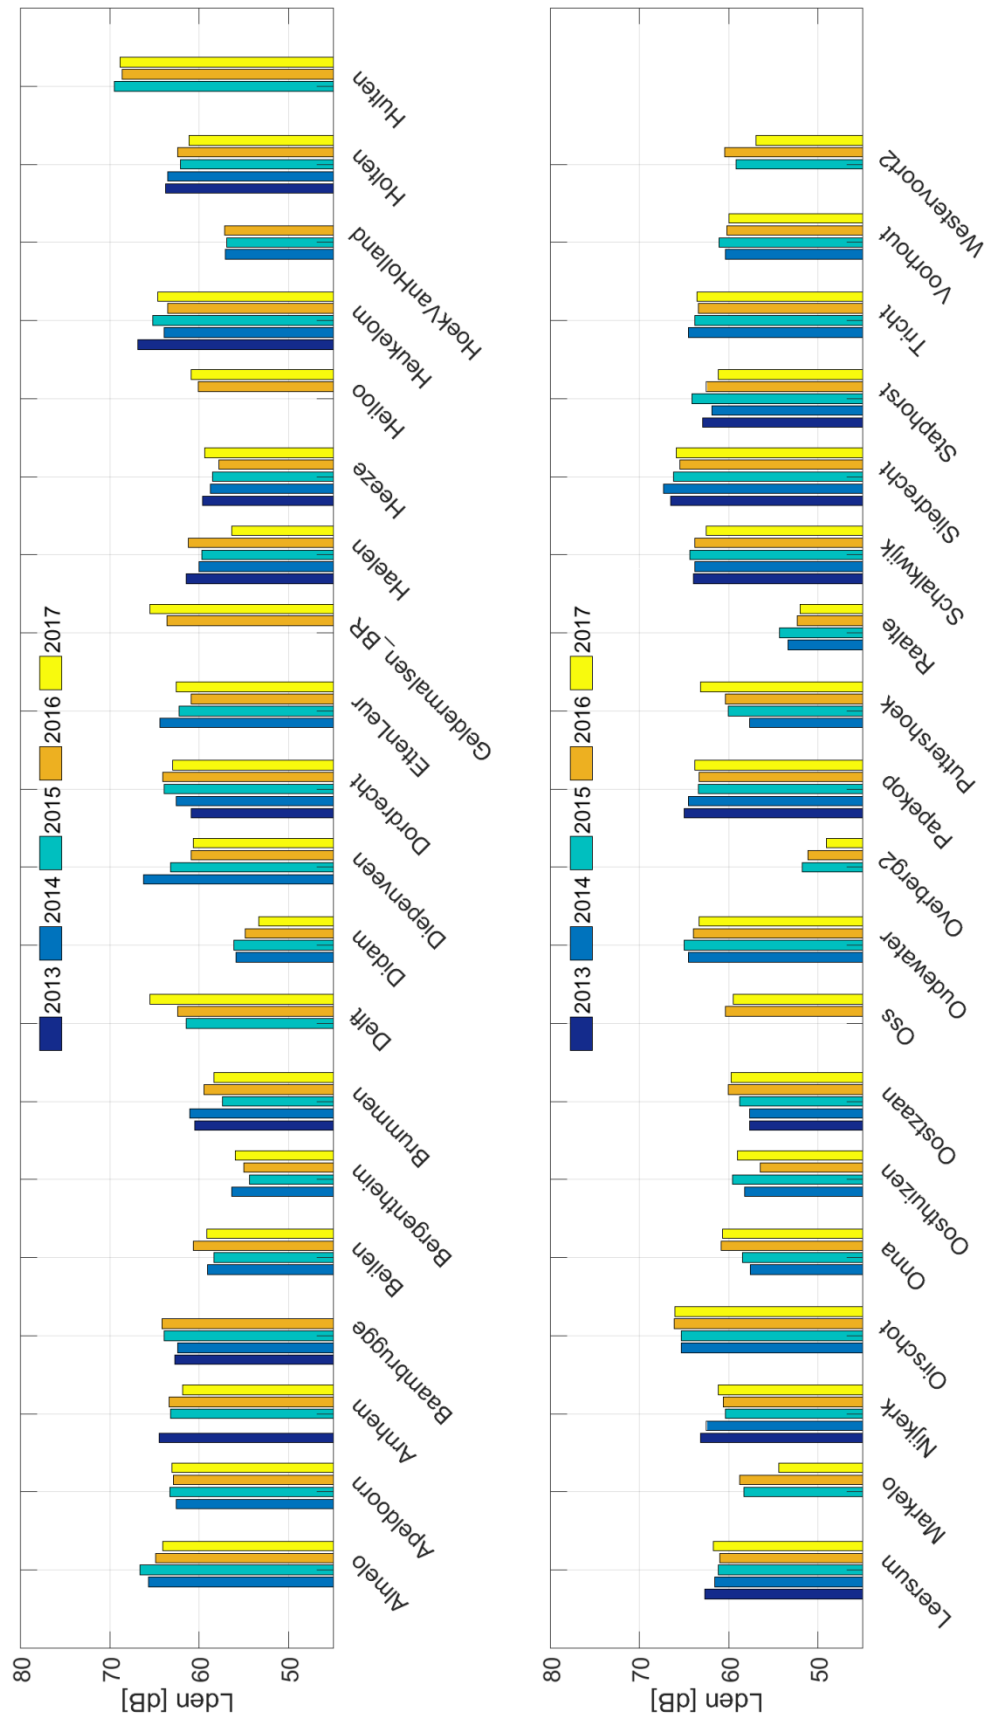 2013 2014 2015 2016 2017
Lden [dB]
80
70
60
50
Almelo
Apeldoorn
Arnhem
Baambrugge
Beilen
Bergentheim
Brummen
Delft
Didam
Diepenveen
Dordrecht
EttenLeur
Geldermalsen_BR
Haelen
Heeze
Heiloo
Heukelom
HoekVanHolland
Holten
Hulten
2013 2014 2015 2016 2017
Lden [dB]
80
70
60
50
Leersum
Markelo
Nijkerk
Oirschot
Onna
Oosthuizen
Oostzaan
Oss
Oudewater
Overberg2
Papekop
Puttershoek
Raalte
Schalkwijk
Sliedrecht
Staphorst
Tricht
Voorhout
Westervoort2